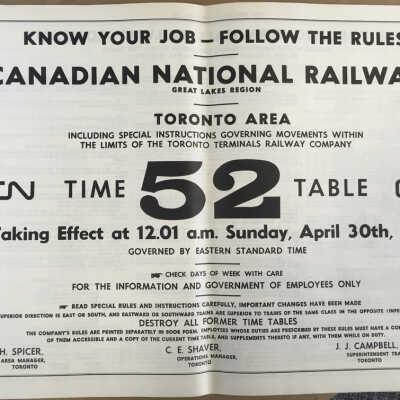 KNOW YOUR JOB — FOLLOW THE RULES
CANADIAN NATIONAL RAILWA
GREAT LAKES REGION
TORONTO AREA
INCLUDING SPECIAL INSTRUCTIONS GOVERNING MOVEMENTS WITHIN
THE LIMITS OF THE TORONTO TERMINALS RAILWAY COMPANY
CN TIME 52 TABLE C
Taking Effect at 12.01 a.m. Sunday, April 30th,
GOVERNED BY EASTERN STANDARD TIME
☛ CHECK DAYS OF WEEK WITH CARE
FOR THE INFORMATION AND GOVERNMENT OF EMPLOYEES ONLY
☛ READ SPECIAL RULES AND INSTRUCTIONS CAREFULLY, IMPORTANT CHANGES HAVE BEEN MADE
SUPERIOR DIRECTION IS EAST OR SOUTH, AND EASTWARD OR SOUTHWARD TRAINS ARE SUPERIOR TO TRAINS OF THE SAME CLASS IN THE OPPOSITE
DESTROY ALL FORMER TIME TABLES
THE COMPANY'S RULES ARE PRINTED SEPARATELY IN BOOK FORM. EMPLOYEES WHOSE DUTIES ARE PRESCRIBED BY THESE RULES MUST HAVE A CO
OF THEM ACCESSIBLE AND A COPY OF THE CURRENT TIME TABLE, AND SUPPLEMENTS THERETO IF ANY, WITH THEM WHILE ON DUTY.
H. SPICER, C. E. SHAVER, J. J. CAMPBELL,
AREA MANAGER, OPERATIONS MANAGER, SUPERINTENDENT TRA
TORONTO TORONTO TORONTO